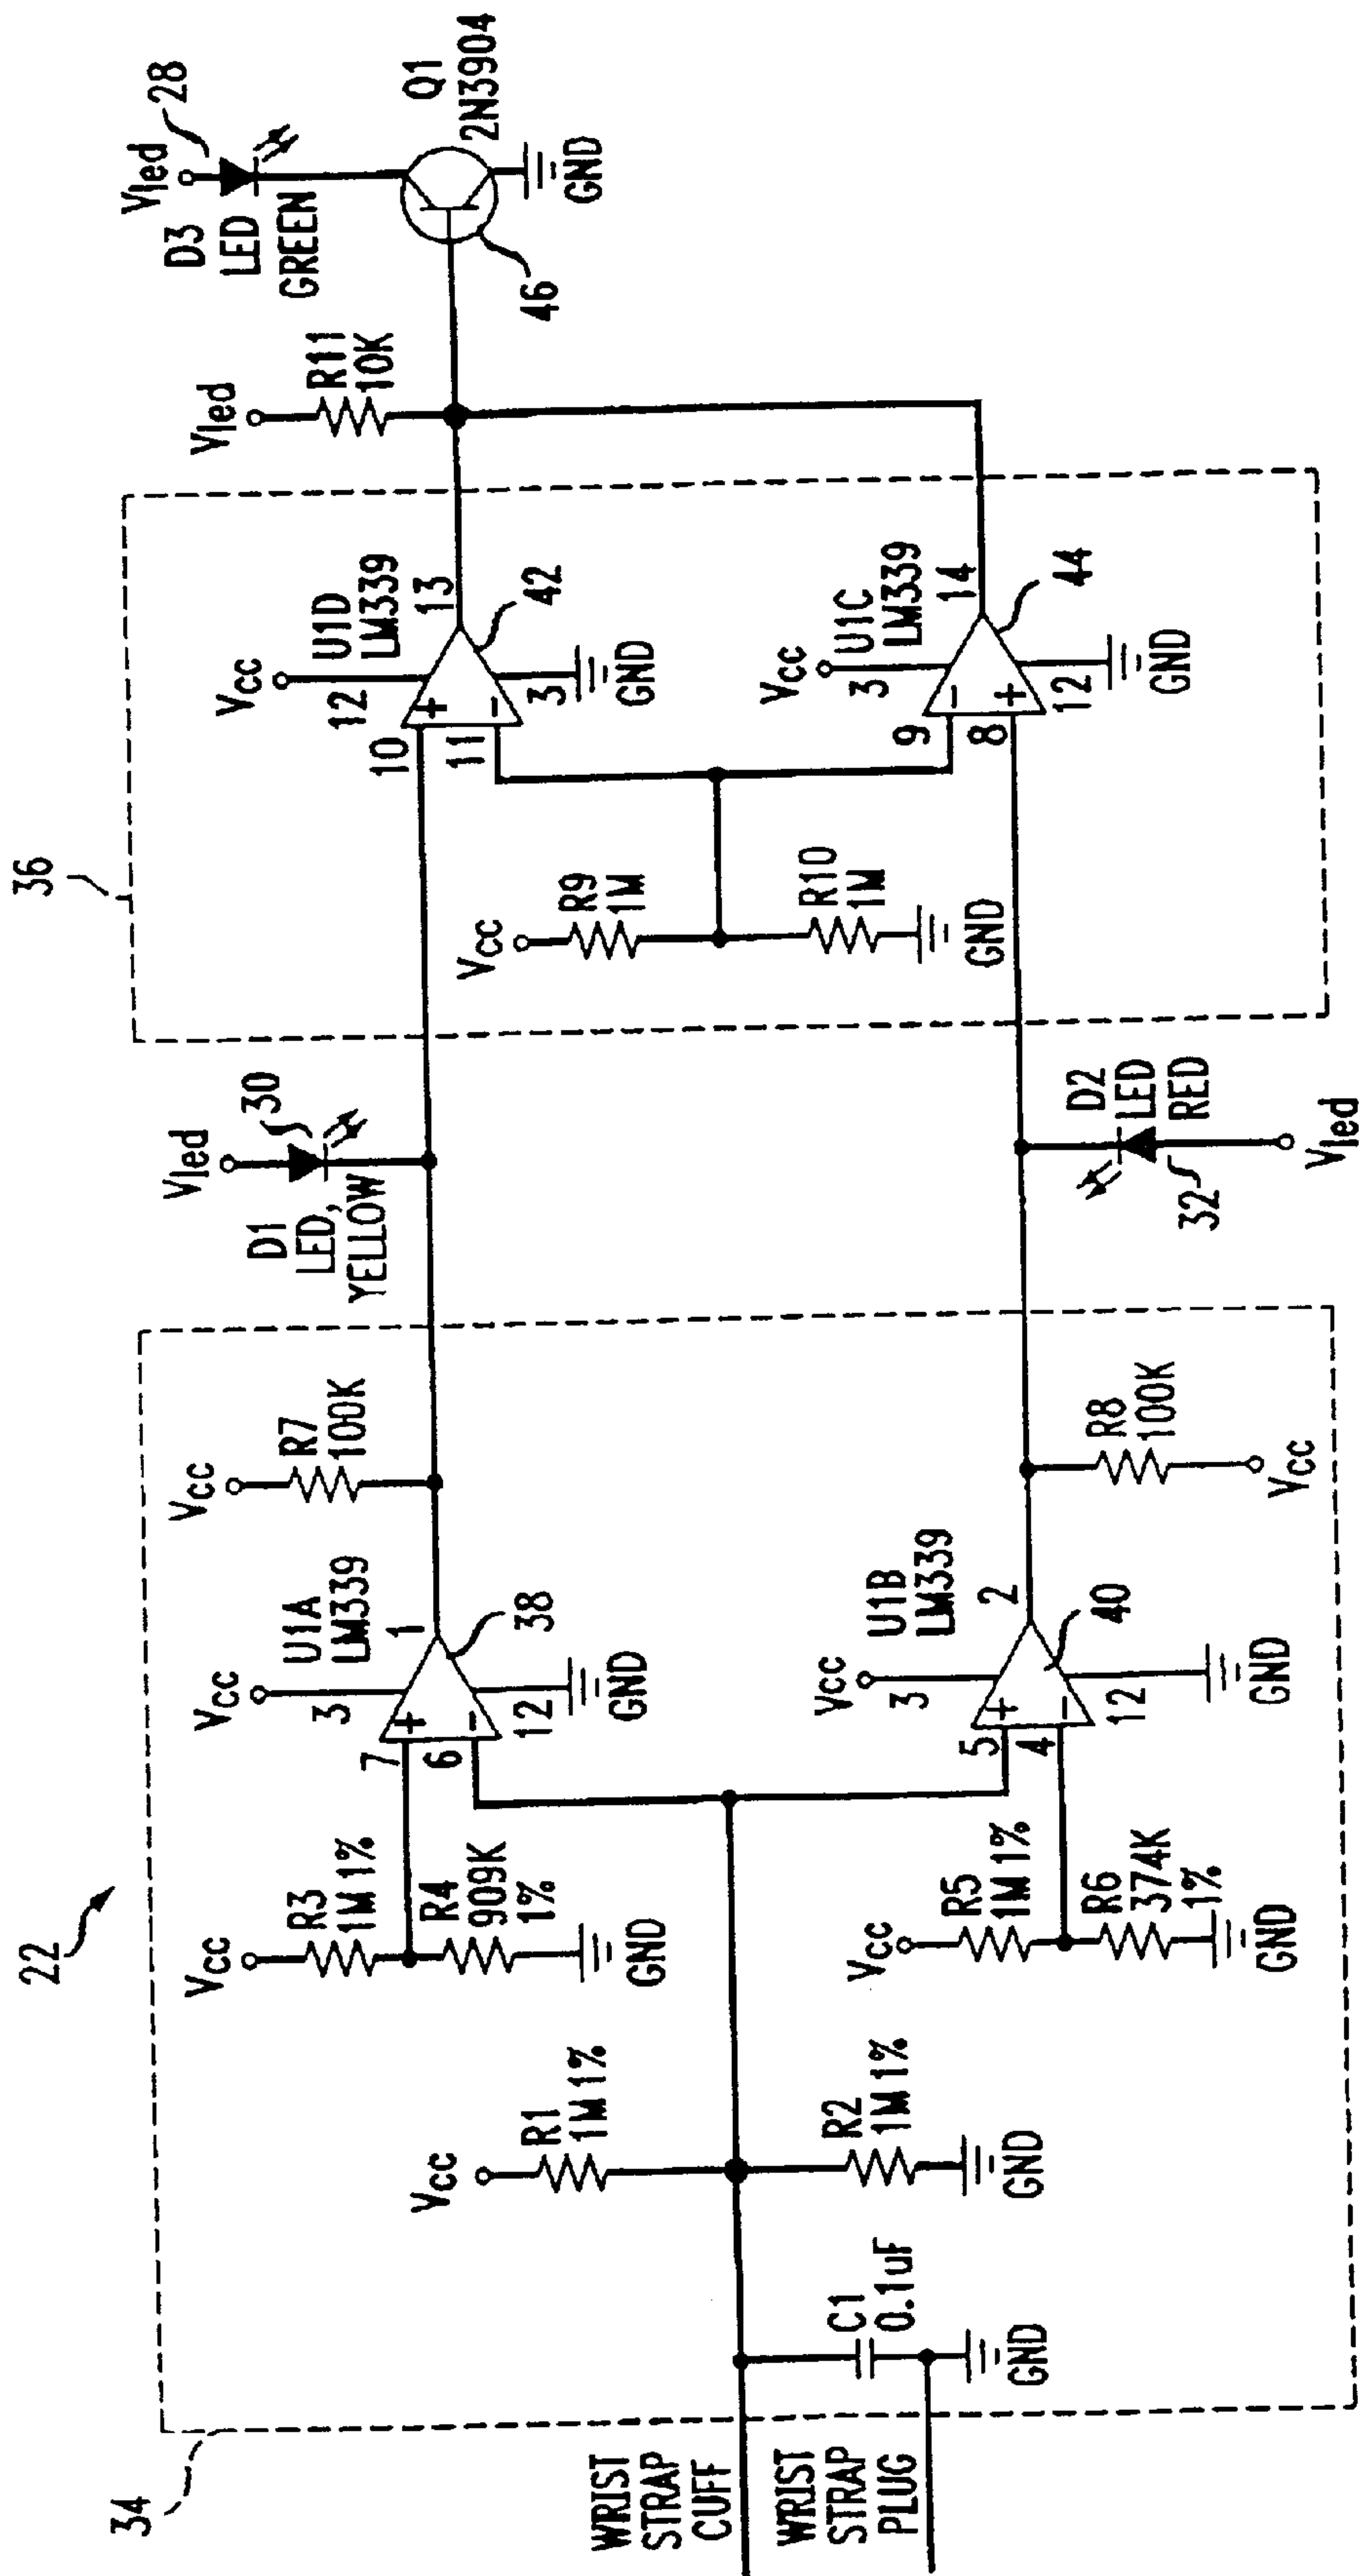 22
36
34
WRIST
STRAP
CUFF
WRIST
STRAP
PLUG
C1
0.1uF
GND
Vcc
R1
1M 1%
R2
1M 1%
GND
Vcc
R3
1M 1%
R4
909K
1%
GND
Vcc
R5
1M 1%
R6
374K
1%
GND
Vcc
3
U1A
LM339
7
+
6
-
1
12
GND
38
Vcc
3
U1B
LM339
5
+
4
-
2
12
GND
40
Vcc
R7
100K
R8
100K
Vcc
Vled
30
D1
LED,
YELLOW
D2
LED
RED
32
Vled
Vcc
R9
1M
R10
1M
GND
Vcc
12
U1D
LM339
10
+
11
-
13
3
GND
42
Vcc
3
U1C
LM339
9
-
8
+
14
12
GND
44
Vled
R11
10K
Vled
28
D3
LED
GREEN
Q1
2N3904
46
GND